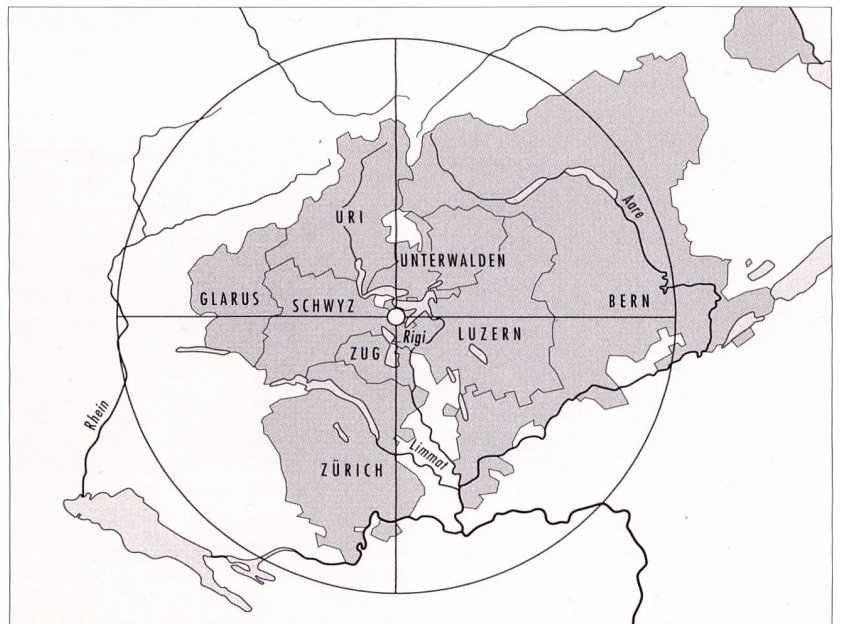 Aare
URI
UNTERWALDEN
GLARUS
SCHWYZ
BERN
Rigi
LUZERN
ZUG
Rhein
Limmat
ZÜRICH